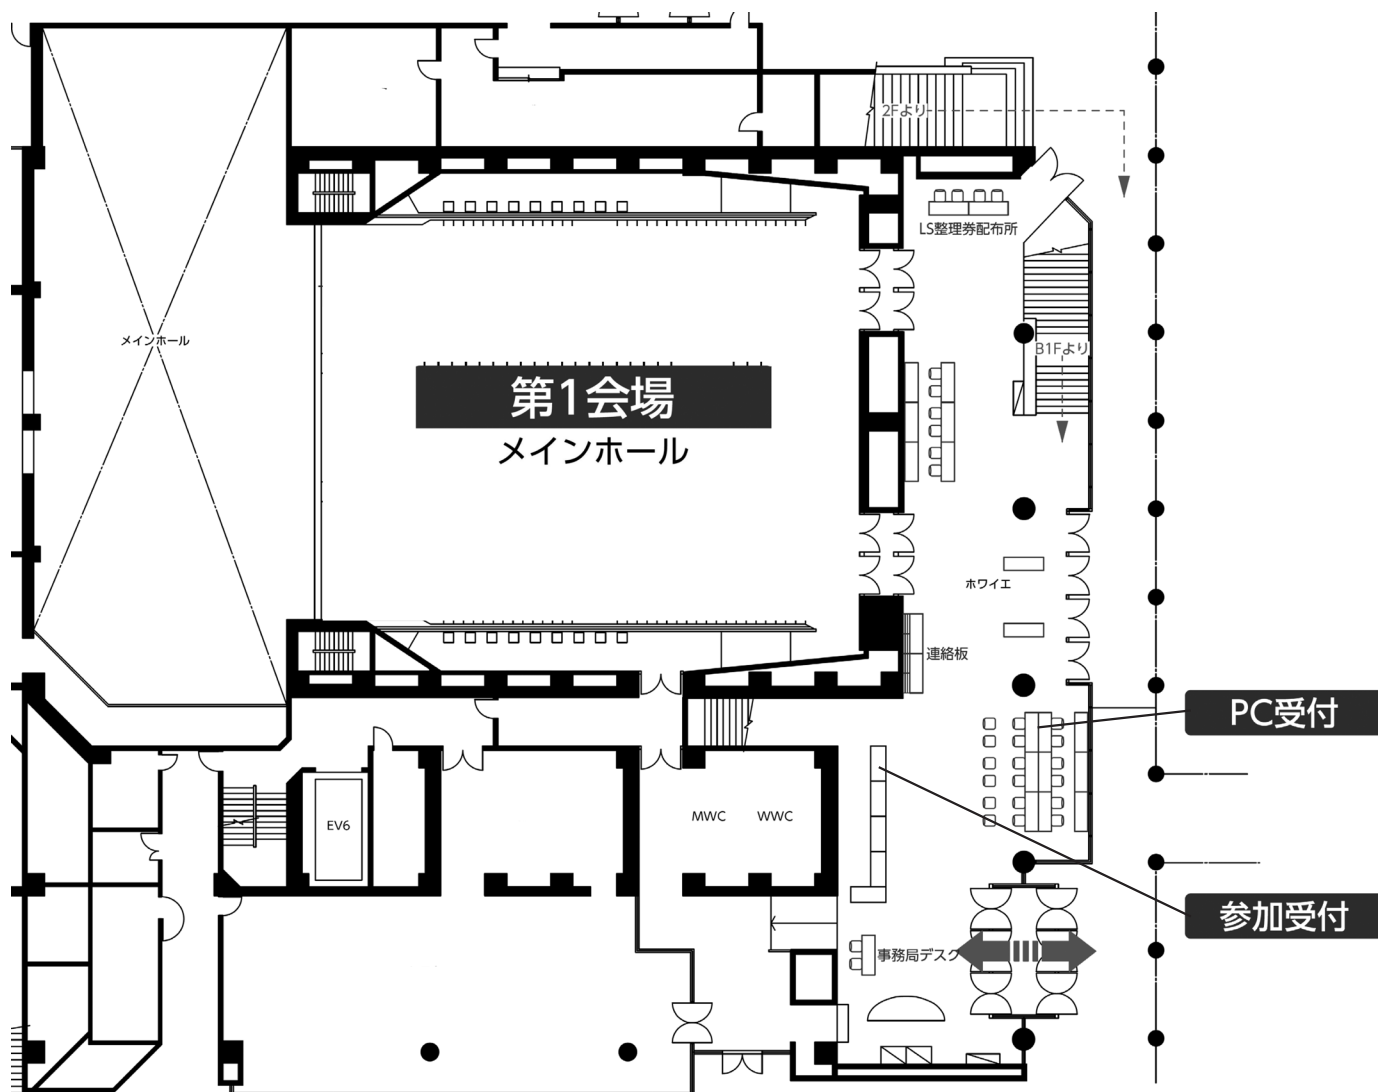 2Fより
LS整理券配布所
メインホール
B1Fより
第1会場
メインホール
ホワイエ
連絡板
PC受付
MWC
WWC
EV6
参加受付
事務局デスク